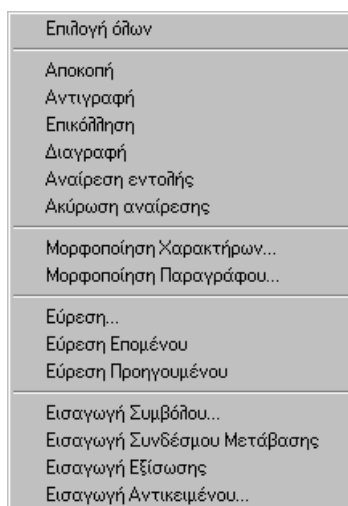 Επιλογή όλων
Αποκοπή
Αντιγραφή
Επικόλληση
Διαγραφή
Αναίρεση εντολής
Ακύρωση αναίρεσης
Μορφοποίηση Χαρακτήρων...
Μορφοποίηση Παραγράφου...
Εύρεση...
Εύρεση Επομένου
Εύρεση Προηγουμένου
Εισαγωγή Συμβόλου...
Εισαγωγή Συνδέσμου Μετάβασης
Εισαγωγή Εξίσωσης
Εισαγωγή Αντικειμένου...